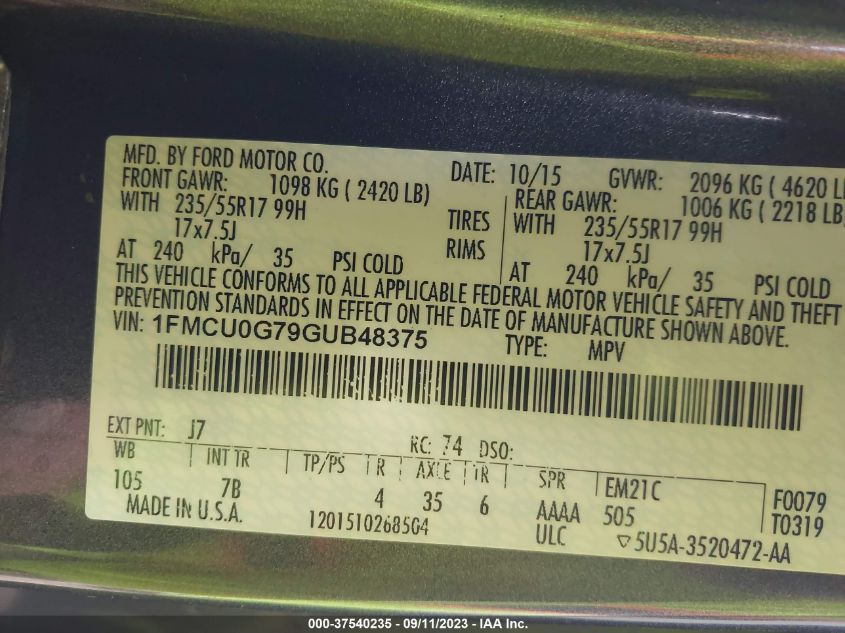 MFD. BY FORD MOTOR CO. DATE: 10/15 GVWR: 2096 KG ( 4620 L
FRONT GAWR: 1098 KG ( 2420 LB) REAR GAWR: 1006 KG ( 2218 LB
WITH 235/55R17 99H TIRES WITH 235/55R17 99H
17x7.5J RIMS 17x7.5J
AT 240 kPa/ 35 PSI COLD AT 240 kPa/ 35 PSI COLD
THIS VEHICLE CONFORMS TO ALL APPLICABLE FEDERAL MOTOR VEHICLE SAFETY AND THEFT
PREVENTION STANDARDS IN EFFECT ON THE DATE OF MANUFACTURE SHOWN ABOVE.
VIN: 1FMCU0G79GUB48375 TYPE: MPV
EXT PNT: J7 RC: 74 DSO:
WB INT TR TP/PS TR AXLE TR SPR EM21C F0079
105 7B 4 35 6 AAAA 505 T0319
MADE IN U.S.A. 1201510268504 ULC ▽5U5A-3520472-AA
000-37540235 - 09/11/2023 - IAA Inc.